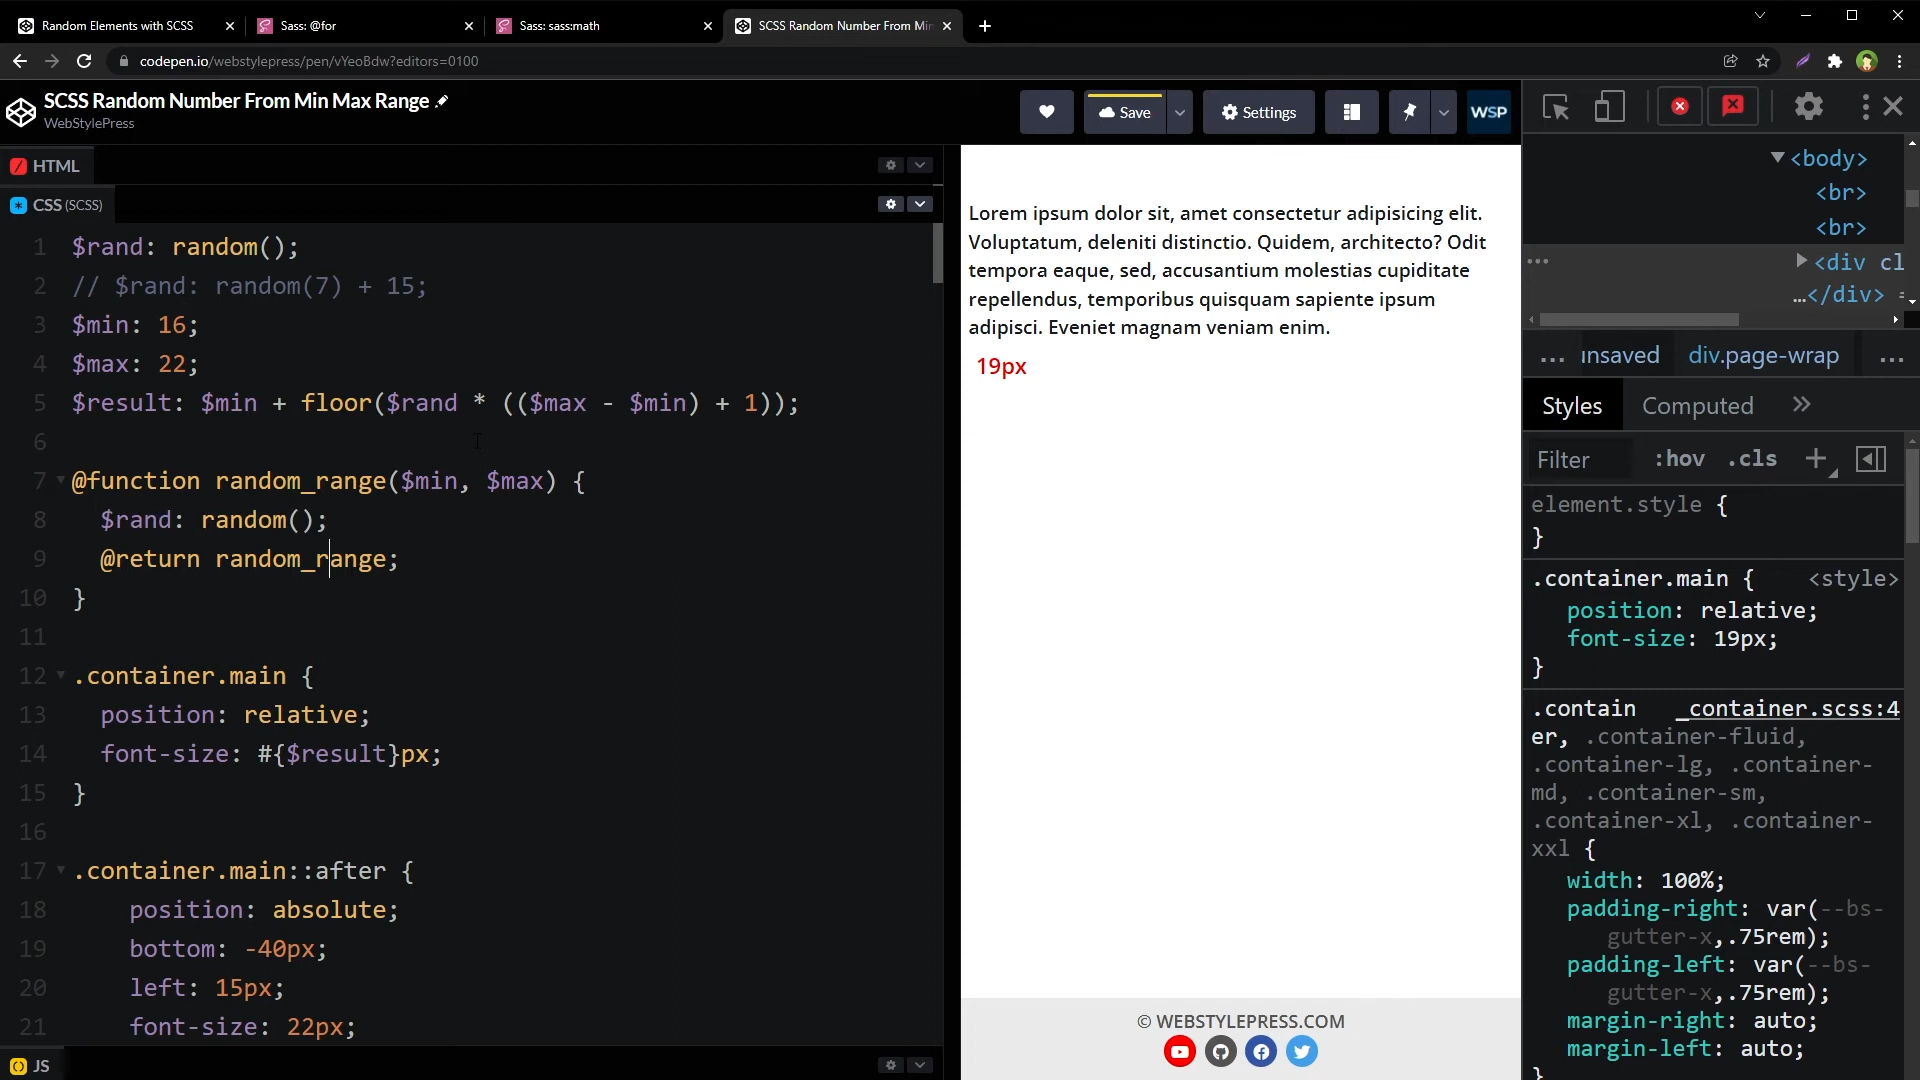 Random Elements with SCSS
Sass: @for
Sass: sass:math
SCSS Random Number From Min
codepen.io/webstylepress/pen/vYeoBdw?editors=0100
SCSS Random Number From Min Max Range
WebStylePress
Save
Settings
WSP
HTML
CSS (SCSS)
1 $rand: random();
2 // $rand: random(7) + 15;
3 $min: 16;
4 $max: 22;
5 $result: $min + floor($rand * (($max - $min) + 1));
6
7 @function random_range($min, $max) {
8 $rand: random();
9 @return random_range;
10 }
11
12 .container.main {
13 position: relative;
14 font-size: #{$result}px;
15 }
16
17 .container.main::after {
18 position: absolute;
19 bottom: -40px;
20 left: 15px;
21 font-size: 22px;
JS
Lorem ipsum dolor sit, amet consectetur adipisicing elit.
Voluptatum, deleniti distinctio. Quidem, architecto? Odit
tempora eaque, sed, accusantium molestias cupiditate
repellendus, temporibus quisquam sapiente ipsum
adipisci. Eveniet magnam veniam enim.
19px
© WEBSTYLEPRESS.COM
<body>
<br>
<br>
… <div cl
…</div> =
… unsaved div.page-wrap …
Styles Computed »
Filter :hov .cls +
element.style {
}
.container.main { <style>
position: relative;
font-size: 19px;
}
.contain _container.scss:4
er, .container-fluid,
.container-lg, .container-
md, .container-sm,
.container-xl, .container-
xxl {
width: 100%;
padding-right: var(--bs-
gutter-x,.75rem);
padding-left: var(--bs-
gutter-x,.75rem);
margin-right: auto;
margin-left: auto;
}